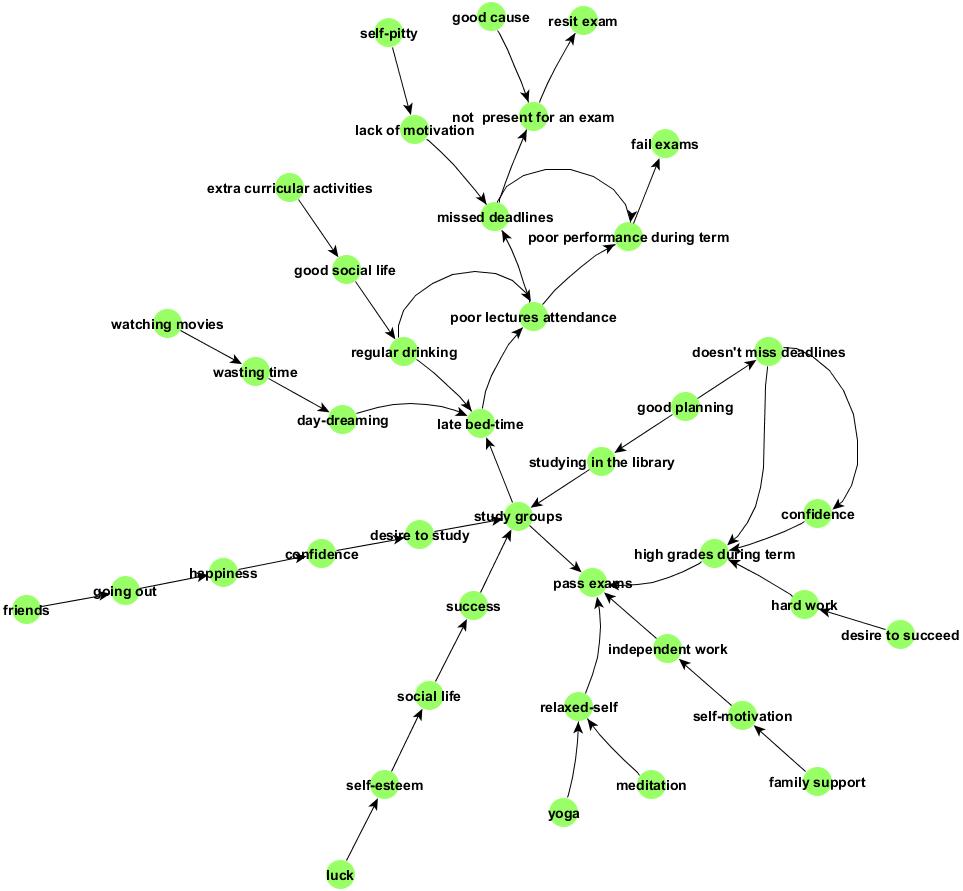 good cause
resit exam
self-pitty
not  present for an exam
lack of motivation
fail exams
extra curricular activities
missed deadlines
poor performance during term
good social life
poor lectures attendance
watching movies
regular drinking
doesn't miss deadlines
wasting time
good planning
day-dreaming
late bed-time
studying in the library
study groups
confidence
desire to study
confidence
high grades during term
happiness
pass exams
going out
friends
success
hard work
desire to succeed
independent work
social life
relaxed-self
self-motivation
self-esteem
meditation
family support
yoga
luck